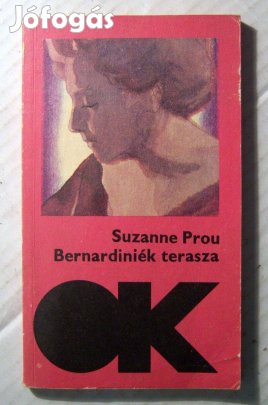 Jófogás
Suzanne Prou
Bernardiniék terasza
OK